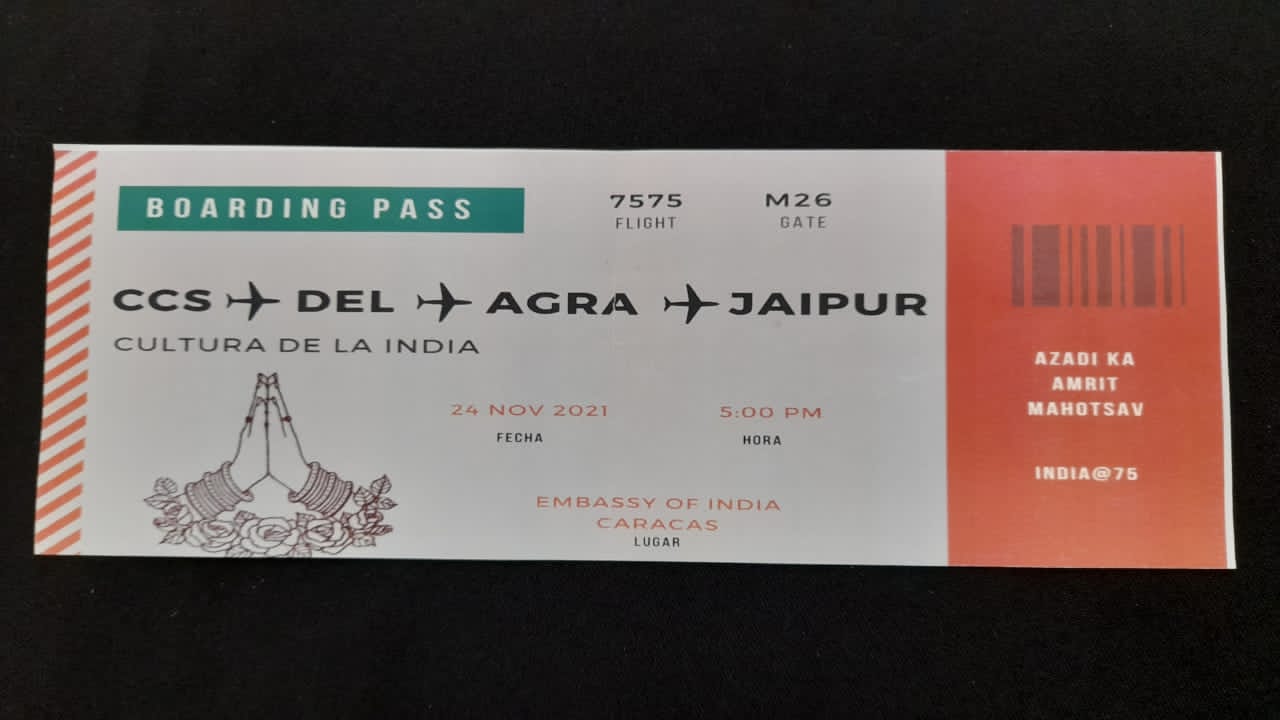 BOARDING PASS
7575
FLIGHT
M26
GATE
CCS DEL AGRA JAIPUR
CULTURA DE LA INDIA
24 NOV 2021
FECHA
5:00 PM
HORA
EMBASSY OF INDIA
CARACAS
LUGAR
AZADI KA
AMRIT
MAHOTSAV
INDIA@75